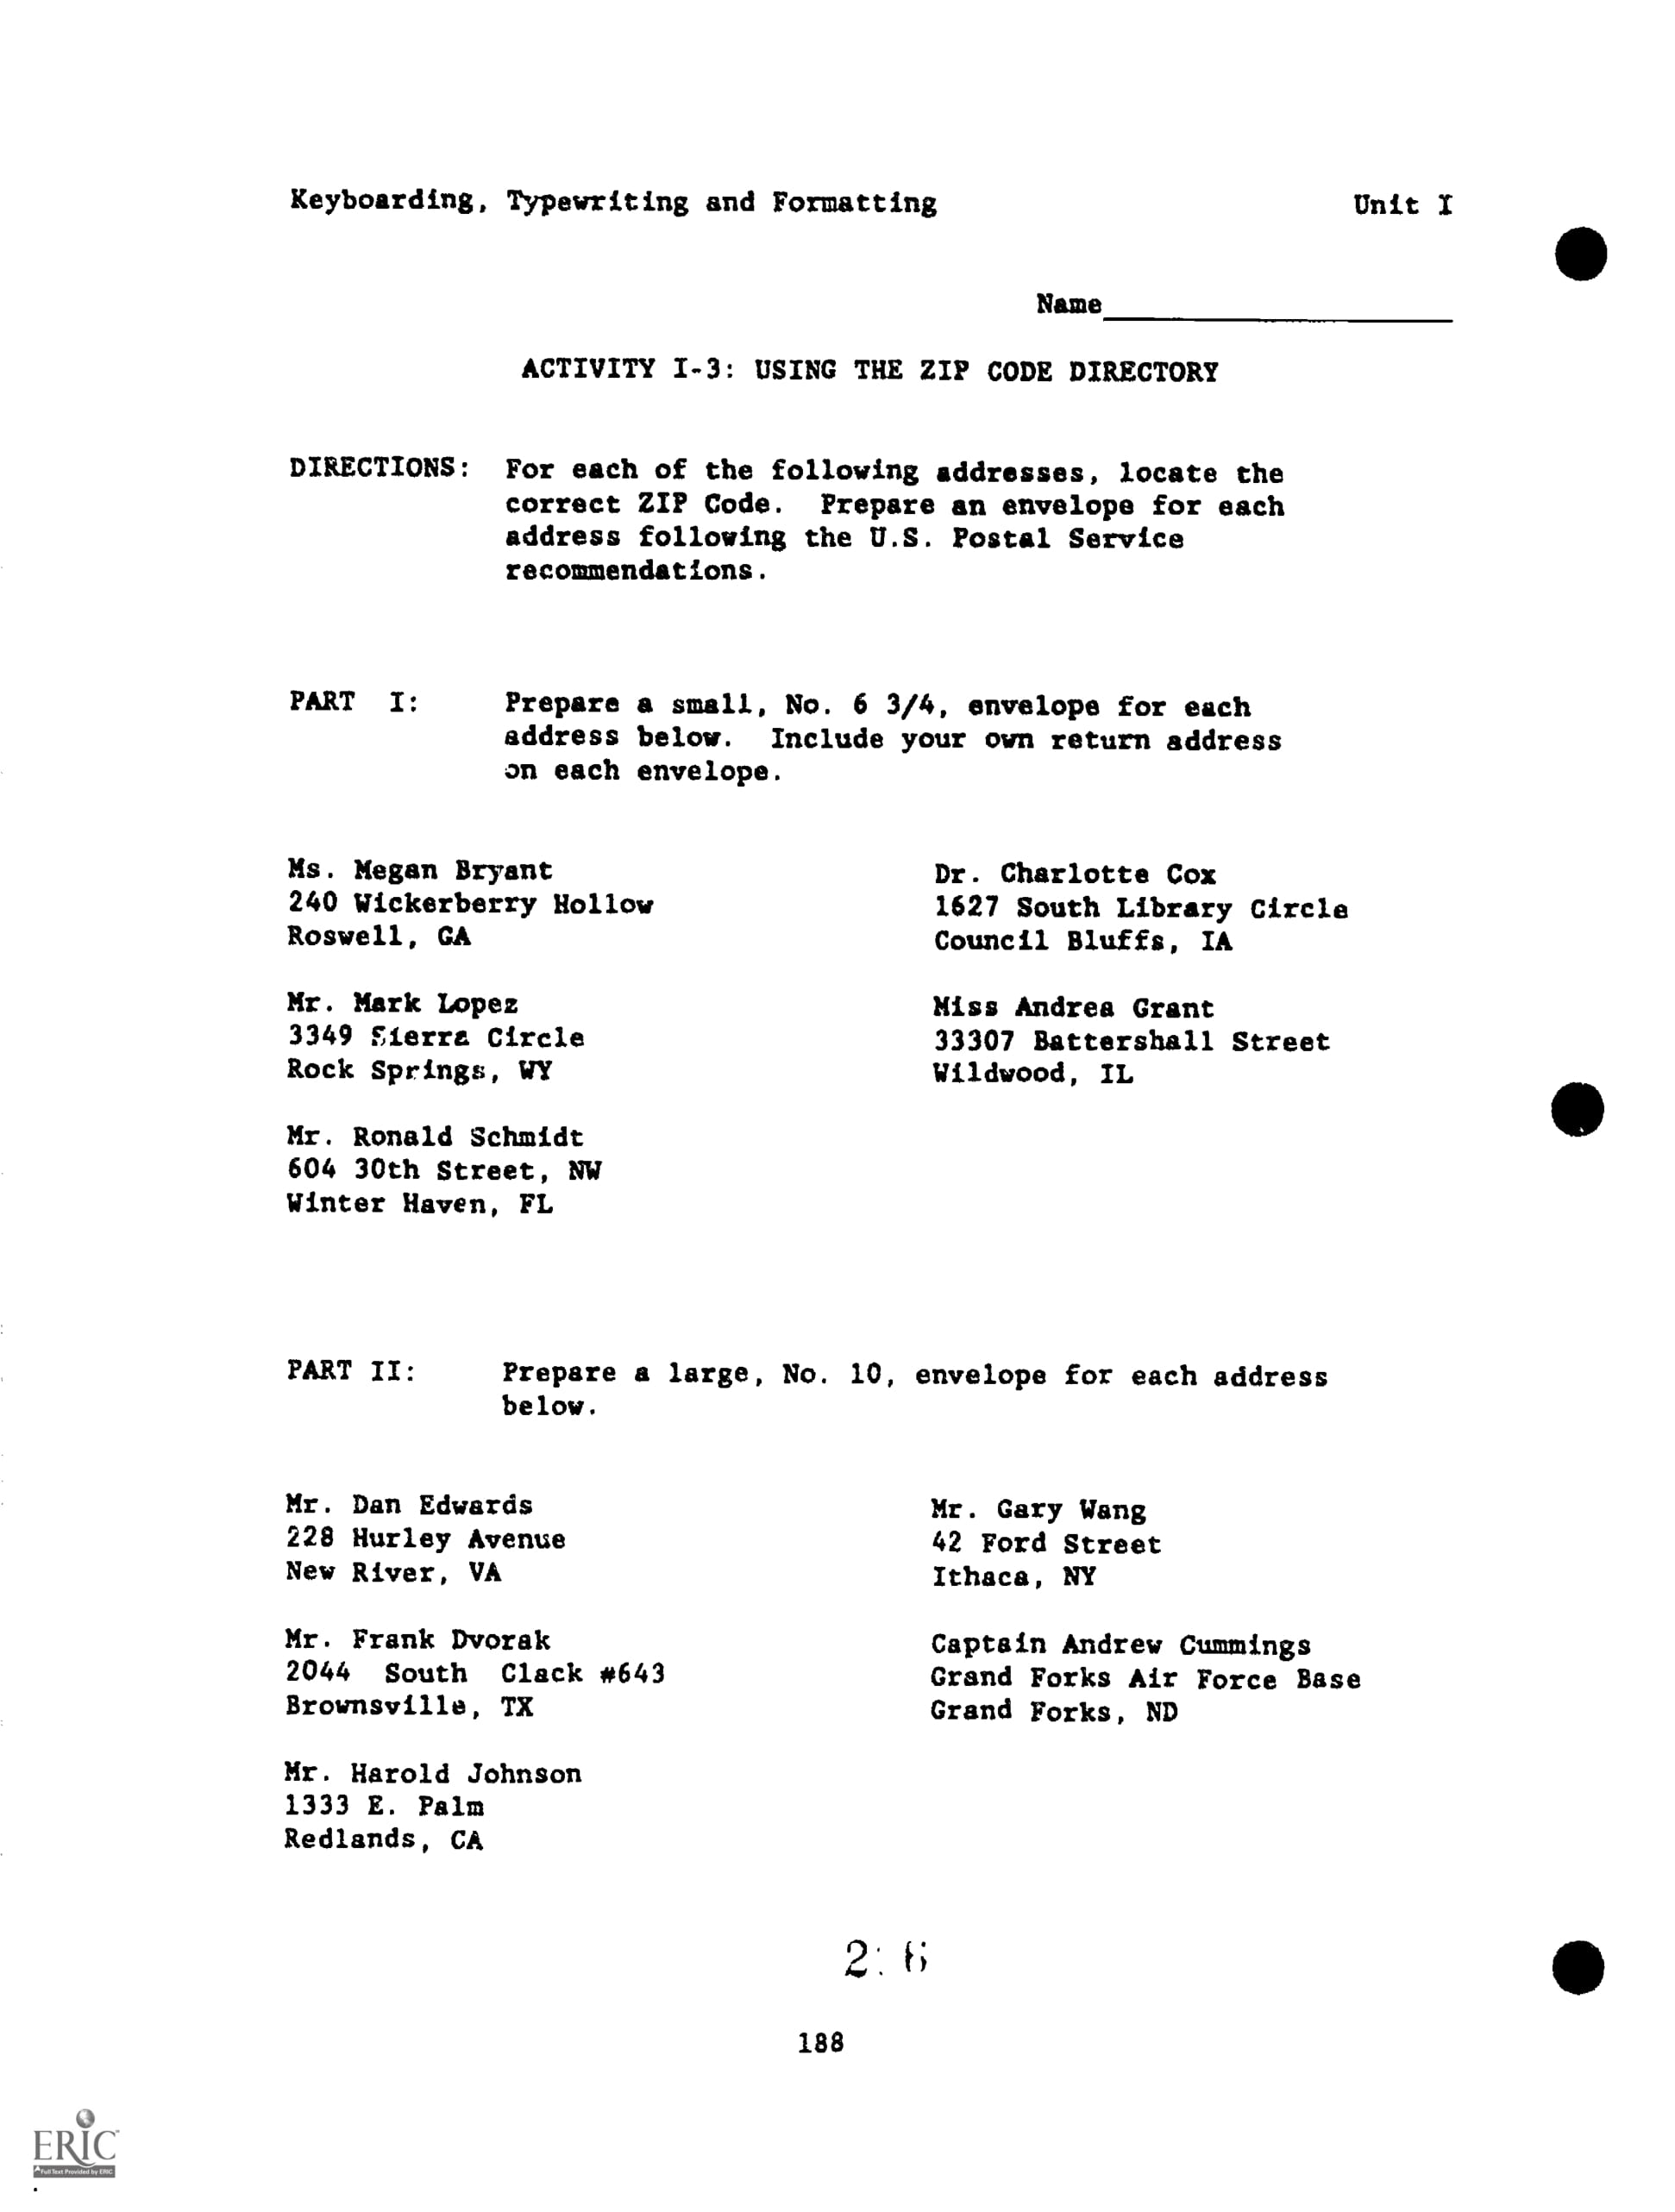 Keyboarding, Typewriting and Formatting Unit I
Name
ACTIVITY I-3: USING THE ZIP CODE DIRECTORY
DIRECTIONS: For each of the following addresses, locate the
correct ZIP Code. Prepare an envelope for each
address following the U.S. Postal Service
recommendations.
PART I: Prepare a small, No. 6 3/4, envelope for each
address below. Include your own return address
on each envelope.
Ms. Megan Bryant
240 Wickerberry Hollow
Roswell, GA
Mr. Mark Lopez
3349 Sierra Circle
Rock Springs, WY
Mr. Ronald Schmidt
604 30th Street, NW
Winter Haven, FL
Dr. Charlotte Cox
1627 South Library Circle
Council Bluffs, IA
Miss Andrea Grant
33307 Battershall Street
Wildwood, IL
PART II: Prepare a large, No. 10, envelope for each address
below.
Mr. Dan Edwards
228 Hurley Avenue
New River, VA
Mr. Frank Dvorak
2044 South Clack #643
Brownsville, TX
Mr. Harold Johnson
1333 E. Palm
Redlands, CA
Mr. Gary Wang
42 Ford Street
Ithaca, NY
Captain Andrew Cummings
Grand Forks Air Force Base
Grand Forks, ND
188
ERIC
Full Text Provided by ERIC